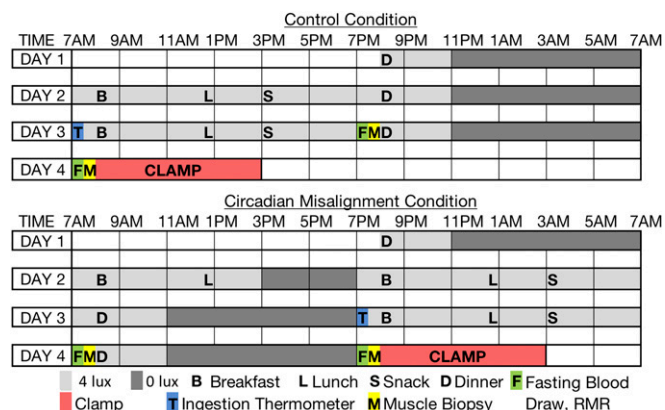 Control Condition
TIME 7AM 9AM 11AM 1PM 3PM 5PM 7PM 9PM 11PM 1AM 3AM 5AM 7AM
DAY 1 D
DAY 2 B L S D
DAY 3 T B L S F M D
DAY 4 F M CLAMP
Circadian Misalignment Condition
TIME 7AM 9AM 11AM 1PM 3PM 5PM 7PM 9PM 11PM 1AM 3AM 5AM 7AM
DAY 1 D
DAY 2 B L B L S
DAY 3 D T B L S
DAY 4 F M D F M CLAMP
4 lux 0 lux B Breakfast L Lunch S Snack D Dinner F Fasting Blood
Clamp T Ingestion Thermometer M Muscle Biopsy Draw, RMR